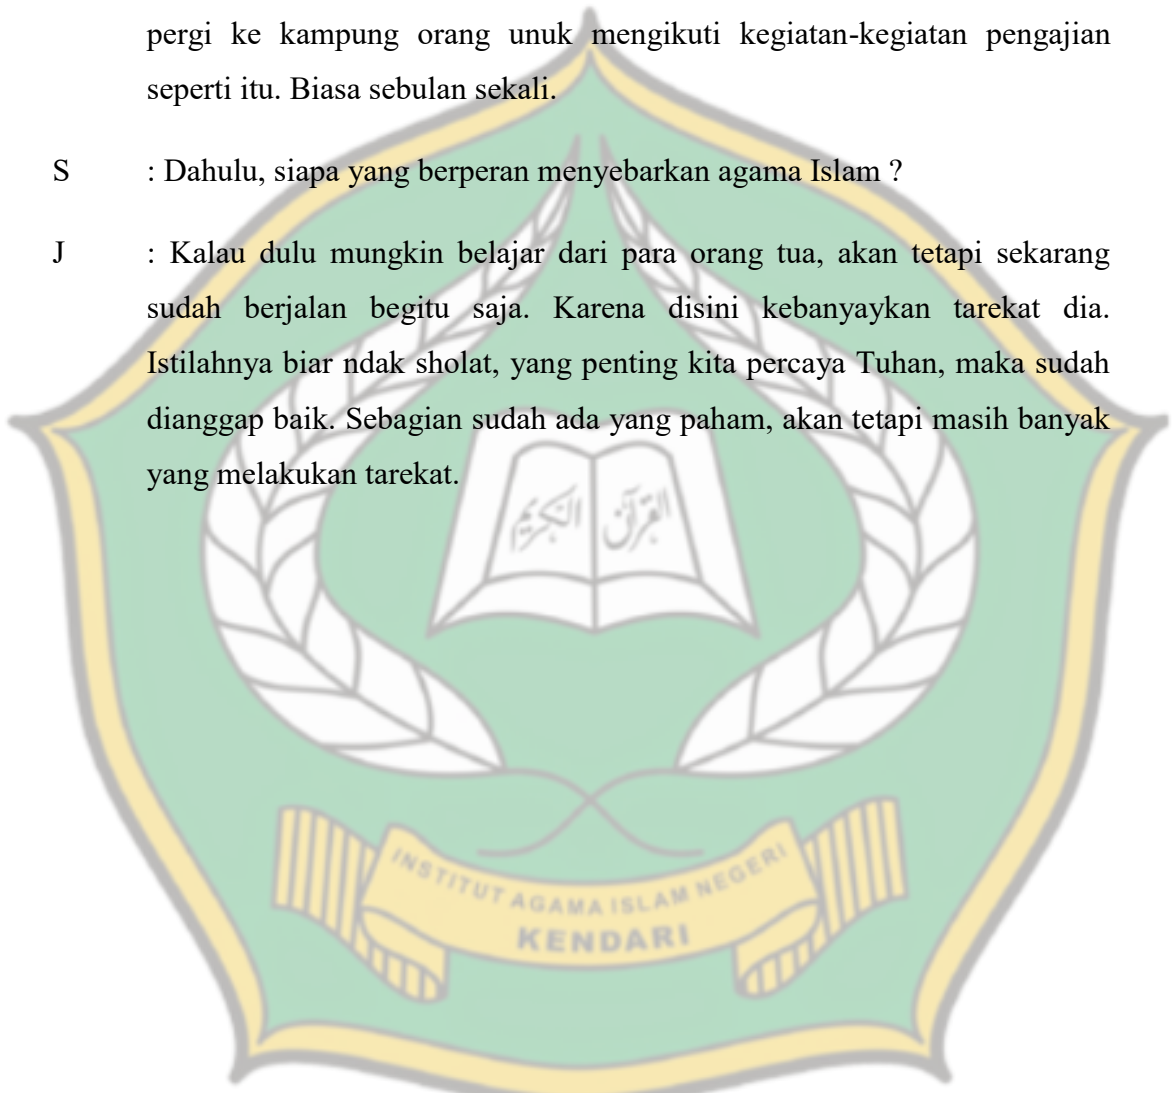 pergi ke kampung orang unuk mengikuti kegiatan-kegiatan pengajian
seperti itu. Biasa sebulan sekali.
S : Dahulu, siapa yang berperan menyebarkan agama Islam ?
J : Kalau dulu mungkin belajar dari para orang tua, akan tetapi sekarang
sudah berjalan begitu saja. Karena disini kebanyaykan tarekat dia.
Istilahnya biar ndak sholat, yang penting kita percaya Tuhan, maka sudah
dianggap baik. Sebagian sudah ada yang paham, akan tetapi masih banyak
yang melakukan tarekat.
القرآن الكريم
INSTITUT AGAMA ISLAM NEGERI
KENDARI